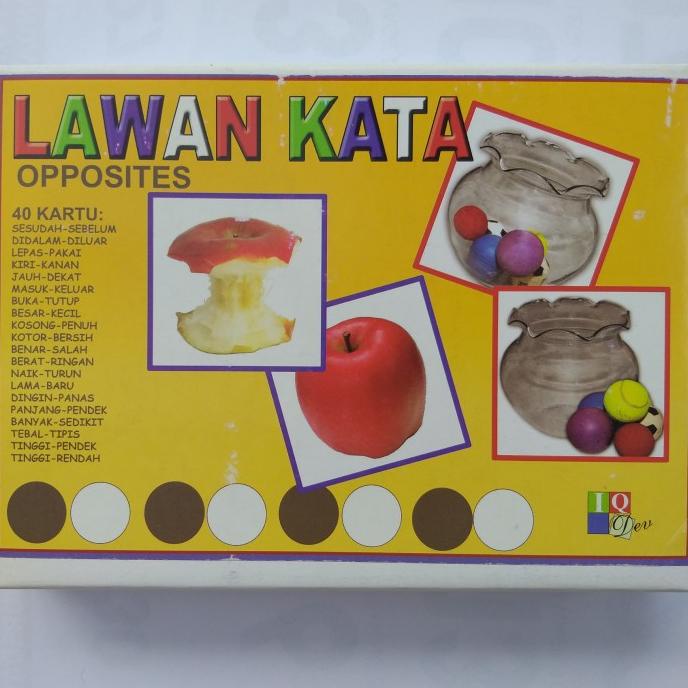 LAWAN KATA
OPPOSITES
40 KARTU:
SESUDAH-SEBELUM
DIDALAM-DILUAR
LEPAS-PAKAI
KIRI-KANAN
JAUH-DEKAT
MASUK-KELUAR
BUKA-TUTUP
BESAR-KECIL
KOSONG-PENUH
KOTOR-BERSIH
BENAR-SALAH
BERAT-RINGAN
NAIK-TURUN
LAMA-BARU
DINGIN-PANAS
PANJANG-PENDEK
BANYAK-SEDIKIT
TEBAL-TIPIS
TINGGI-PENDEK
TINGGI-RENDAH
IQ
Dev